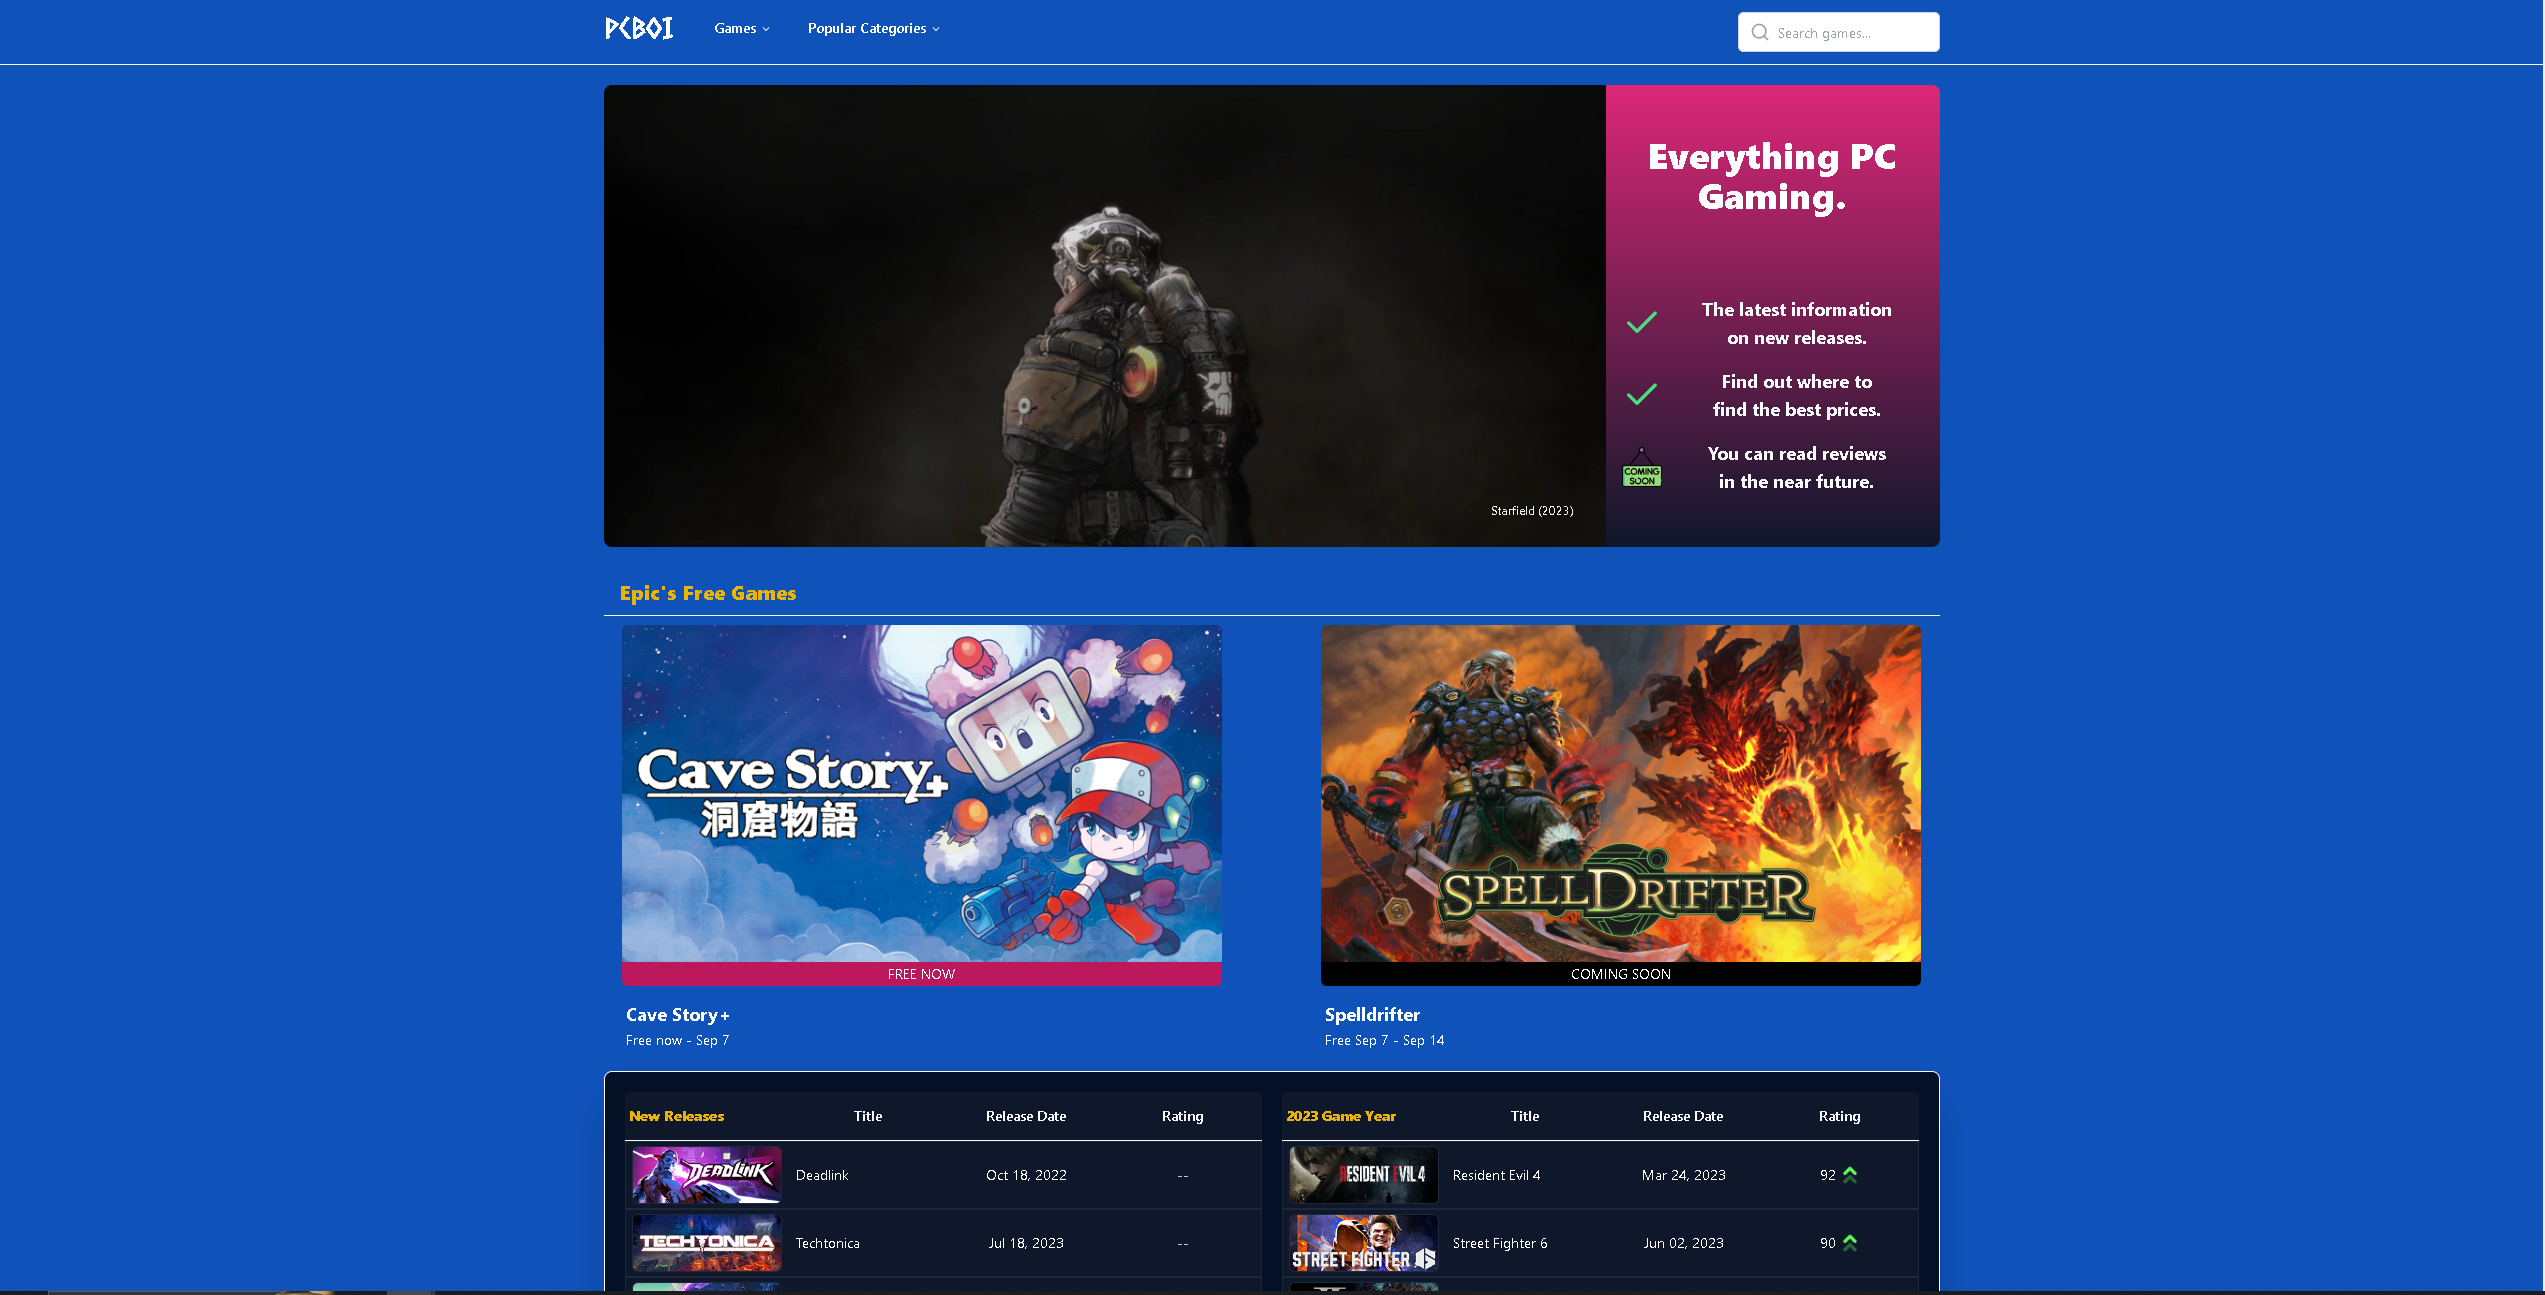 PCBOI
Games
Popular Categories
Search games...
Everything PC
Gaming.
The latest information
on new releases.
Find out where to
find the best prices.
COMING
SOON
You can read reviews
in the near future.
Starfield (2023)
Epic's Free Games
Cave Story+
洞窟物語
FREE NOW
Cave Story+
Free now - Sep 7
SPELLDRIFTER
COMING SOON
Spelldrifter
Free Sep 7 - Sep 14
New Releases Title Release Date Rating
DEADLINK
Deadlink Oct 18, 2022 --
TECHTONICA
Techtonica Jul 18, 2023 --
2023 Game Year Title Release Date Rating
RESIDENT EVIL 4
Resident Evil 4 Mar 24, 2023 92
STREET FIGHTER 6
Street Fighter 6 Jun 02, 2023 90